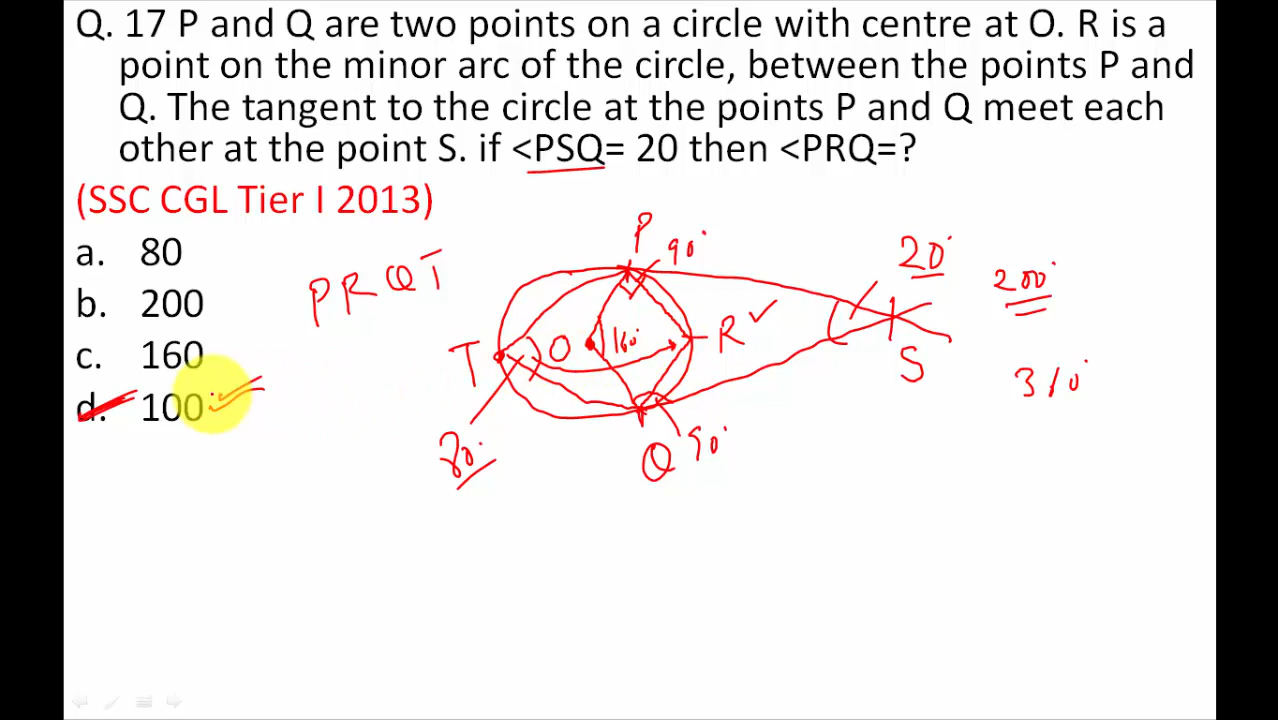 Q. 17 P and Q are two points on a circle with centre at O. R is a
point on the minor arc of the circle, between the points P and
Q. The tangent to the circle at the points P and Q meet each
other at the point S. if <PSQ= 20 then <PRQ=?
(SSC CGL Tier I 2013)
a. 80
b. 200
c. 160
d. 100°
PRQT
P
90°
20°
200°
T
O
160°
R
S
80°
Q
90°